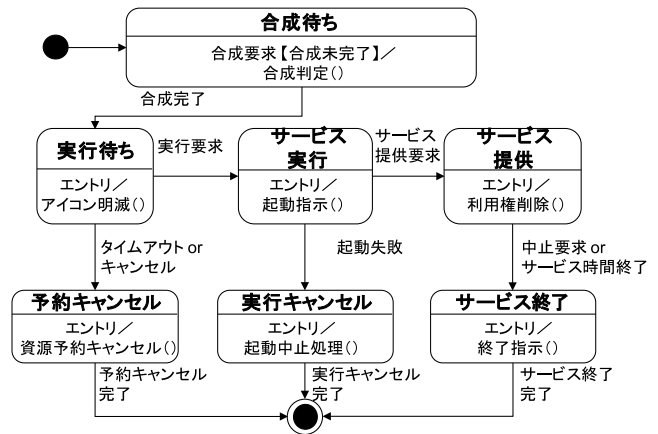 合成待ち
合成要求【合成未完了】／
合成判定()
合成完了
実行待ち
エントリ／
アイコン明滅()
実行要求
サービス
実行
エントリ／
起動指示()
サービス
提供要求
サービス
提供
エントリ／
利用権削除()
タイムアウト or
キャンセル
起動失敗
中止要求 or
サービス時間終了
予約キャンセル
エントリ／
資源予約キャンセル()
実行キャンセル
エントリ／
起動中止処理()
サービス終了
エントリ／
終了指示()
予約キャンセル
完了
実行キャンセル
完了
サービス終了
完了